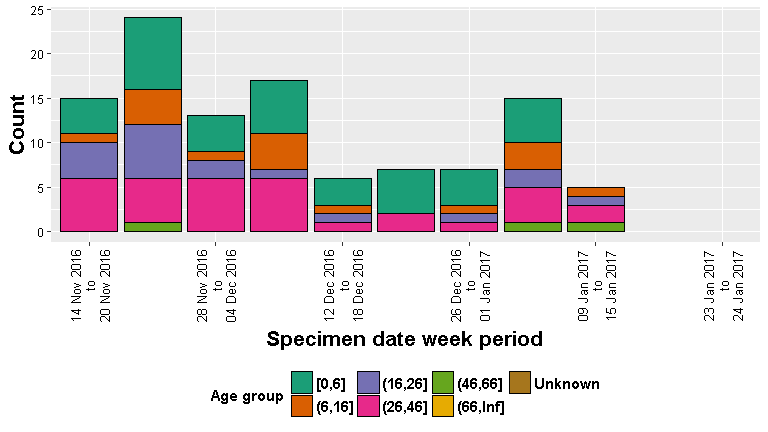 25
20
15
10
5
0
Count
14 Nov 2016
to
20 Nov 2016
28 Nov 2016
to
04 Dec 2016
12 Dec 2016
to
18 Dec 2016
26 Dec 2016
to
01 Jan 2017
09 Jan 2017
to
15 Jan 2017
23 Jan 2017
to
24 Jan 2017
Specimen date week period
Age group
[0,6]
(6,16]
(16,26]
(26,46]
(46,66]
(66,Inf]
Unknown